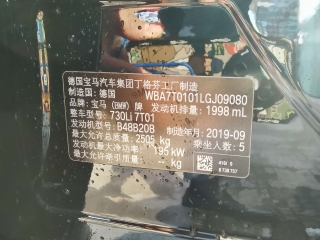 德国宝马汽车集团丁格芬工厂制造
制造国：德国 WBA7T0101LGJ09080
品牌：宝马（BMW）牌 发动机排量：1998 mL
整车型号：730Li 7T01
发动机型号：B48B20B 制造年月：2019-09
最大允许总质量：2505 kg 乘坐人数：5
发动机最大净功率：195 kW
最大允许牵引质量：-- kg